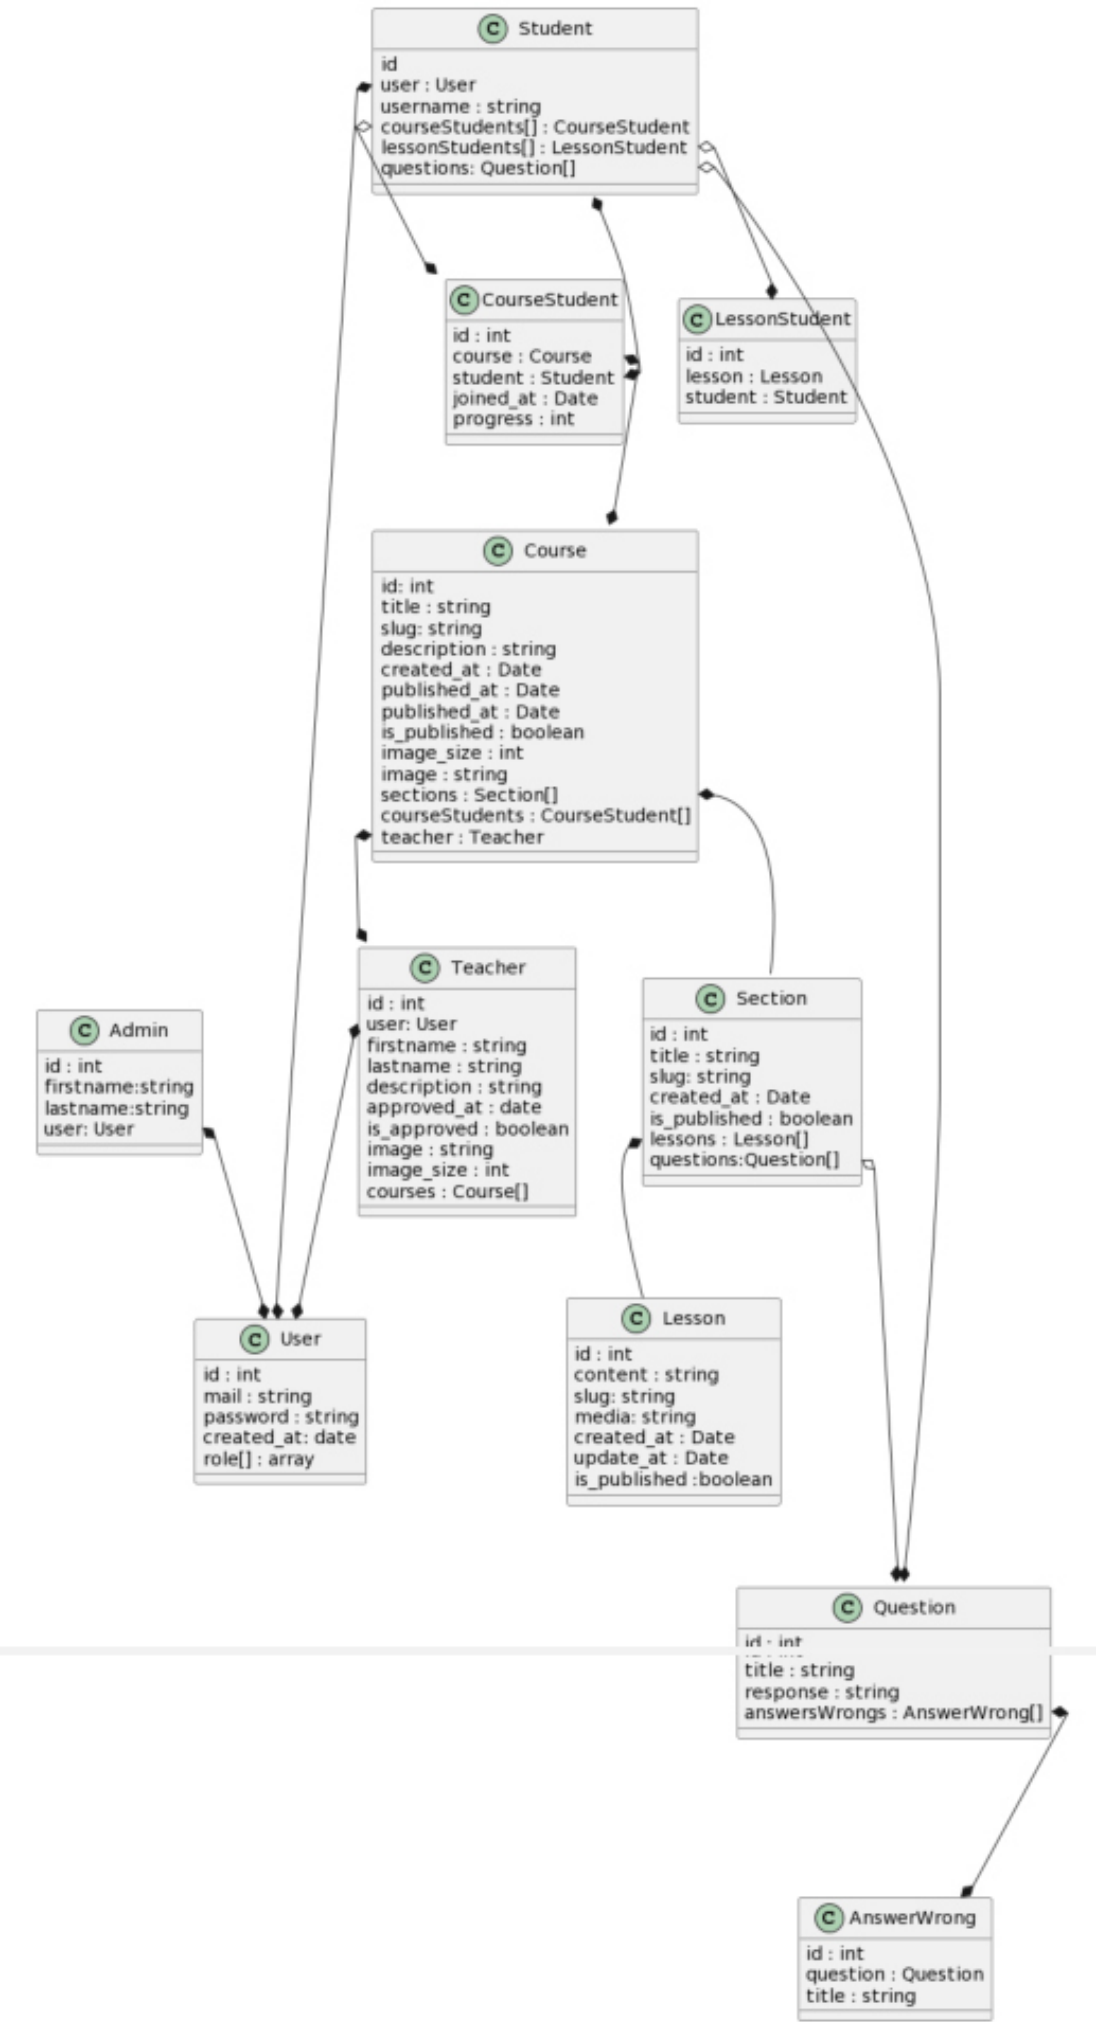 C Student
id
user : User
username : string
courseStudents[] : CourseStudent
lessonStudents[] : LessonStudent
questions: Question[]
C CourseStudent
id : int
course : Course
student : Student
joined_at : Date
progress : int
C LessonStudent
id : int
lesson : Lesson
student : Student
C Course
id: int
title : string
slug: string
description : string
created_at : Date
published_at : Date
published_at : Date
is_published : boolean
image_size : int
image : string
sections : Section[]
courseStudents : CourseStudent[]
teacher : Teacher
C Teacher
id : int
user: User
firstname : string
lastname : string
description : string
approved_at : date
is_approved : boolean
image : string
image_size : int
courses : Course[]
C Section
id : int
title : string
slug: string
created_at : Date
is_published : boolean
lessons : Lesson[]
questions:Question[]
C Admin
id : int
firstname:string
lastname:string
user: User
C User
id : int
mail : string
password : string
created_at: date
role[] : array
C Lesson
id : int
content : string
slug: string
media: string
created_at : Date
update_at : Date
is_published :boolean
C Question
id : int
title : string
response : string
answersWrongs : AnswerWrong[]
C AnswerWrong
id : int
question : Question
title : string